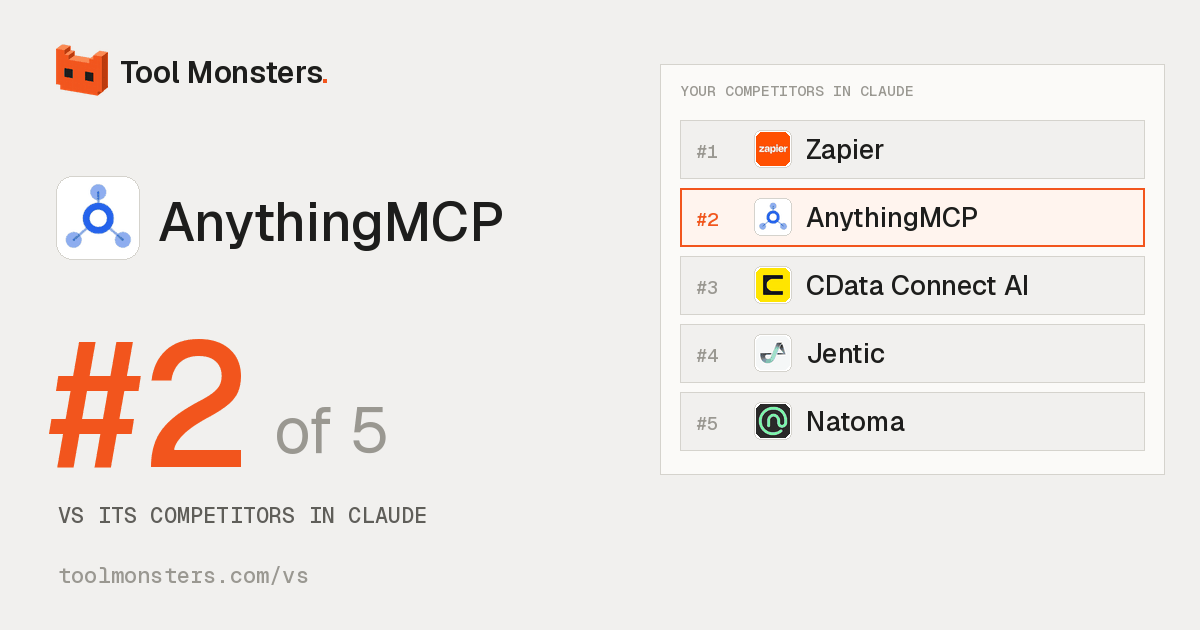 Tool Monsters.
AnythingMCP
#2 of 5
VS ITS COMPETITORS IN CLAUDE
toolmonsters.com/vs
YOUR COMPETITORS IN CLAUDE
#1 zapier Zapier
#2 AnythingMCP
#3 CData Connect AI
#4 Jentic
#5 Natoma